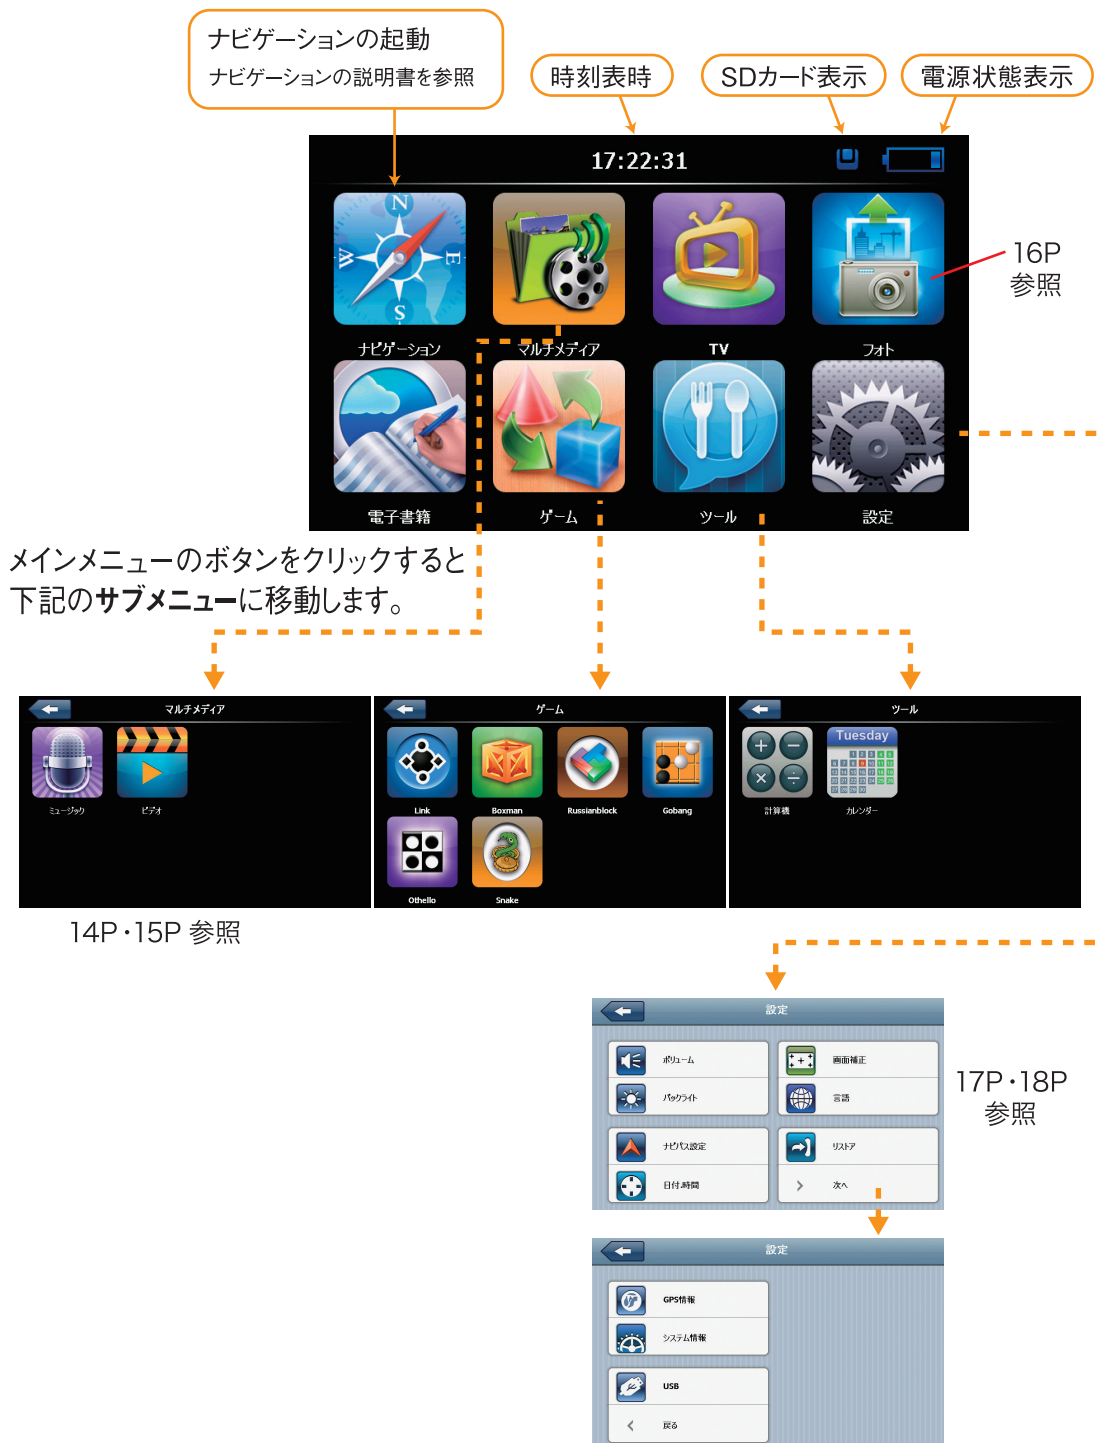 ナビゲーションの起動
ナビゲーションの説明書を参照
時刻表時
SDカード表示
電源状態表示
17:22:31
N
W
E
S
16P
参照
ナビゲーション
マルチメディア
TV
フォト
電子書籍
ゲーム
ツール
設定
メインメニューのボタンをクリックすると
下記のサブメニューに移動します。
マルチメディア
ミュージック
ビデオ
ゲーム
Link
Boxman
Russianblock
Gobang
Othello
Snake
ツール
Tuesday
計算機
カレンダー
14P・15P 参照
設定
ボリューム
画面補正
バックライト
言語
ナビパス設定
リストア
日付.時間
次へ
17P・18P
参照
設定
GPS情報
システム情報
USB
戻る